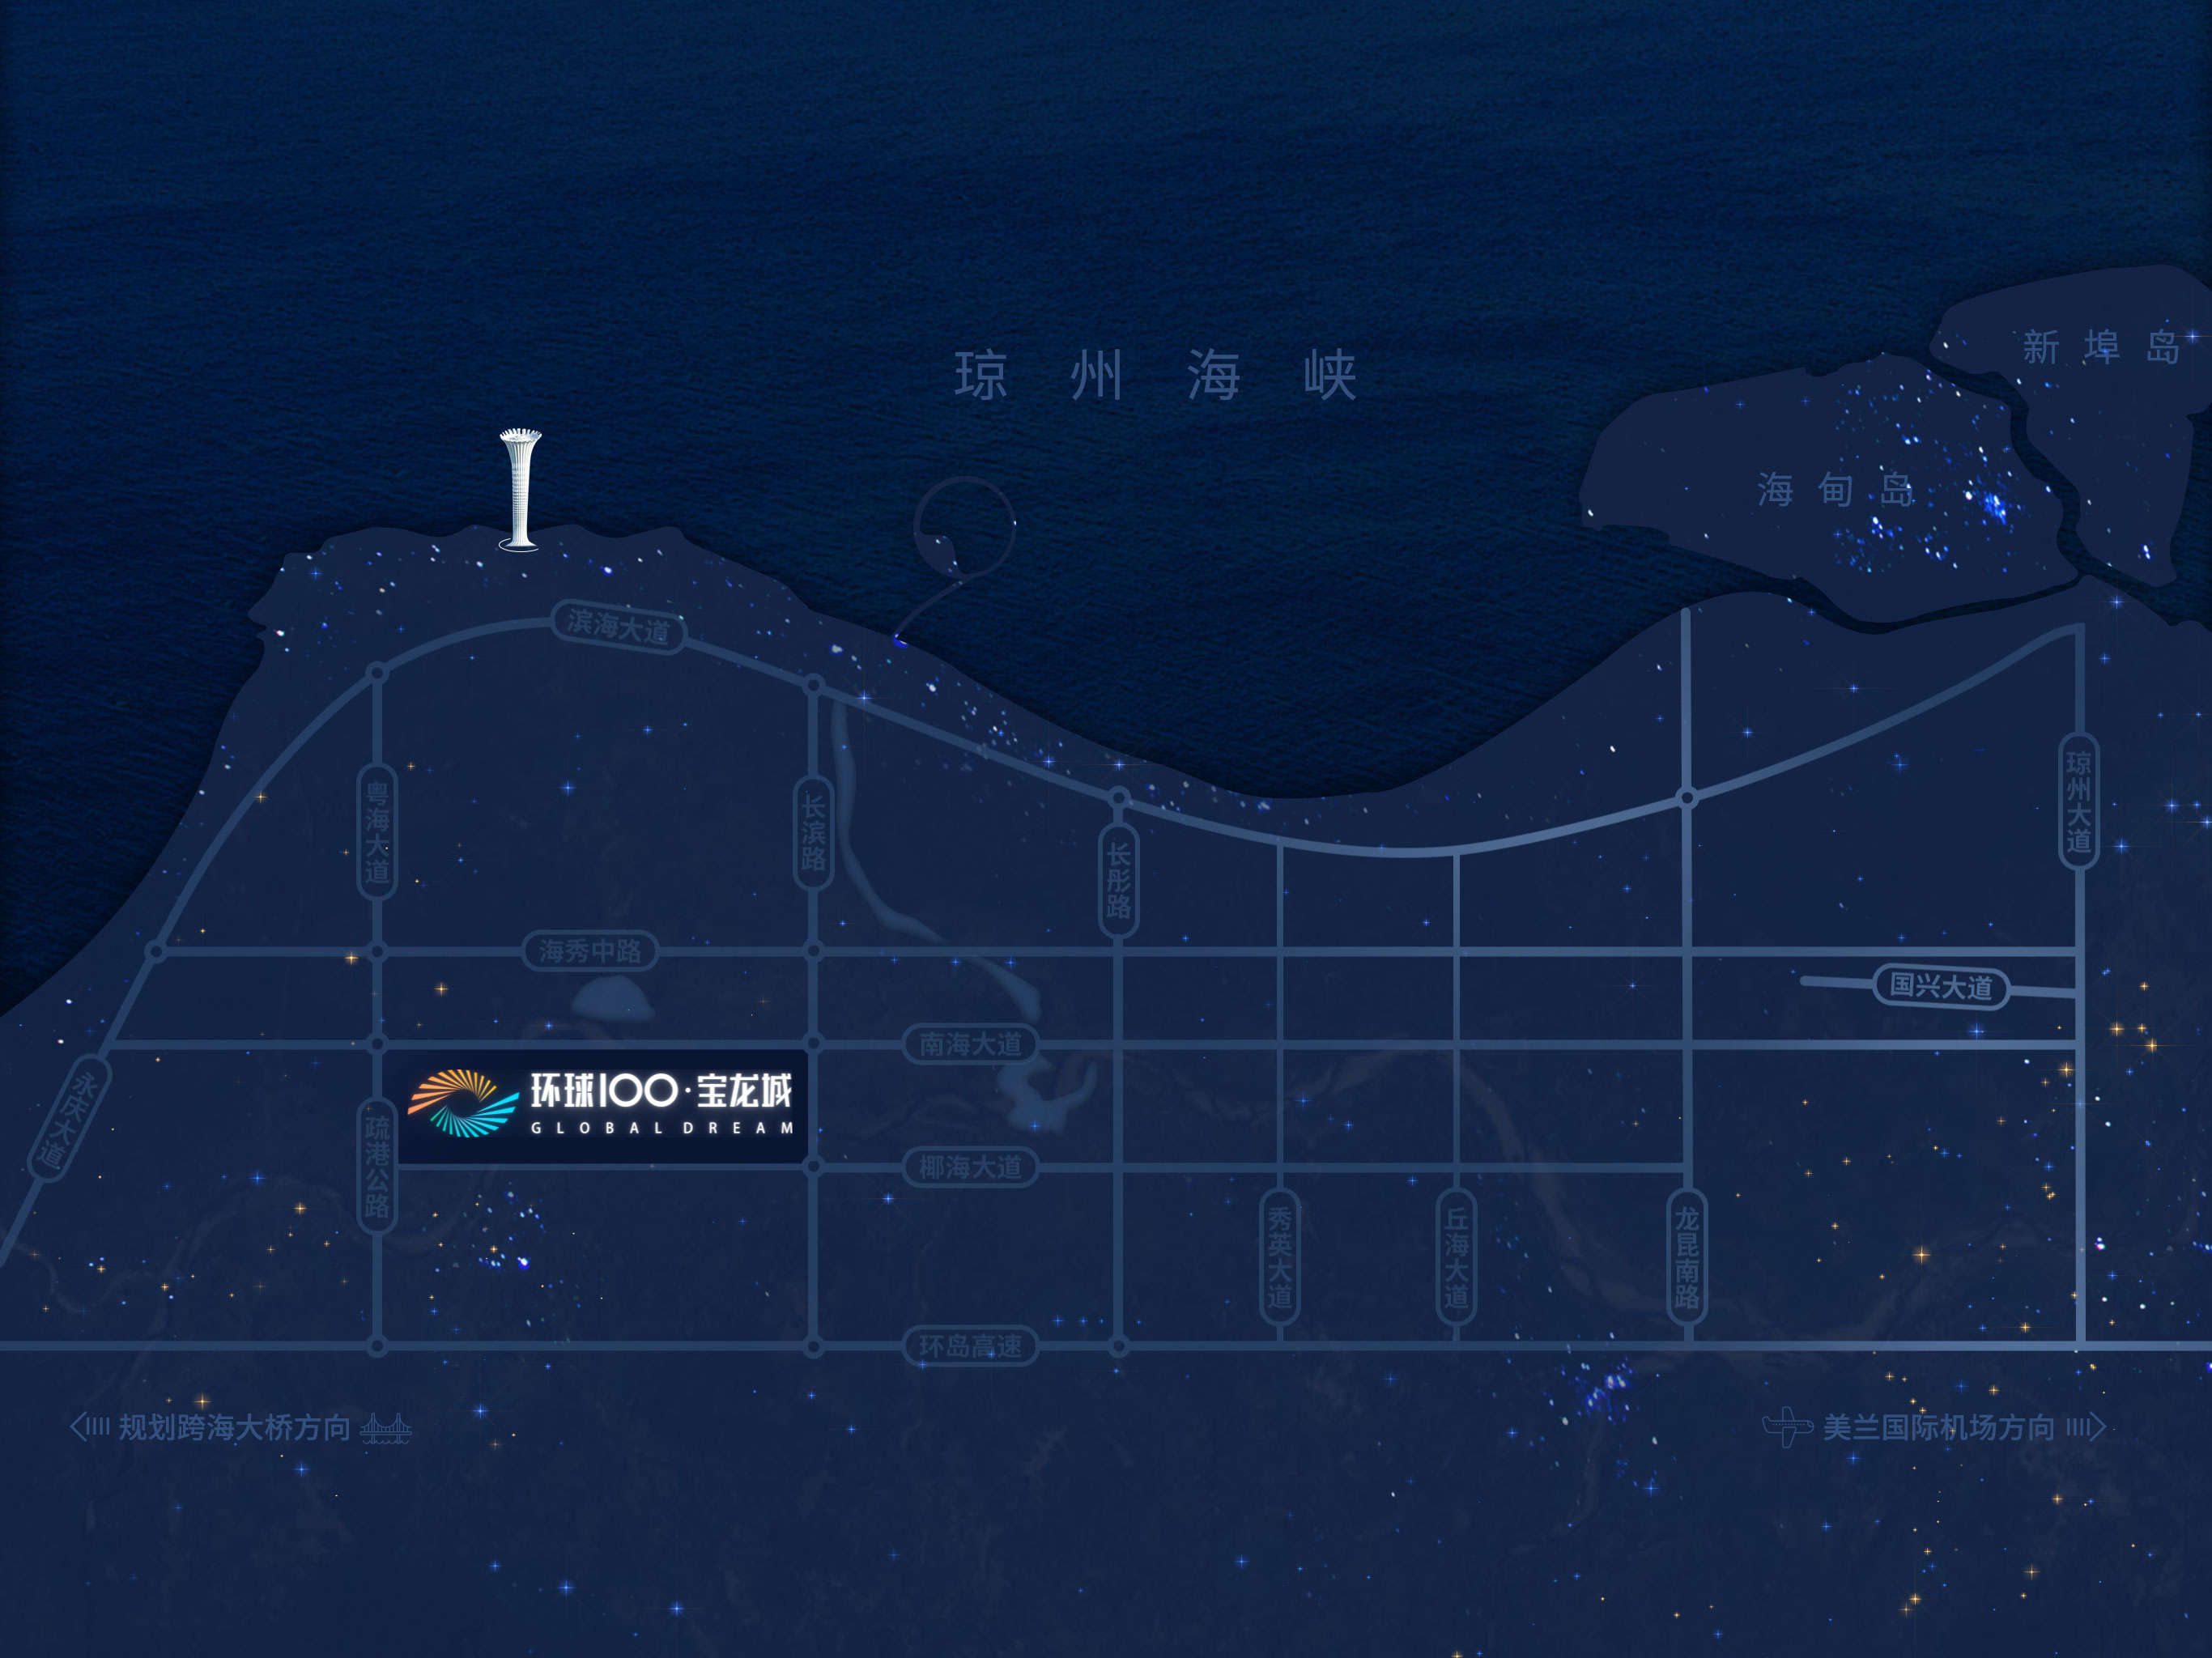 新埠岛
琼州海峡
海甸岛
滨海大道
琼州大道
粤海大道
长滨路
长彤路
海秀中路
国兴大道
南海大道
永庆大道
环球100·宝龙城
GLOBAL DREAM
疏港公路
椰海大道
秀英大道
丘海大道
龙昆南路
环岛高速
规划跨海大桥方向
美兰国际机场方向